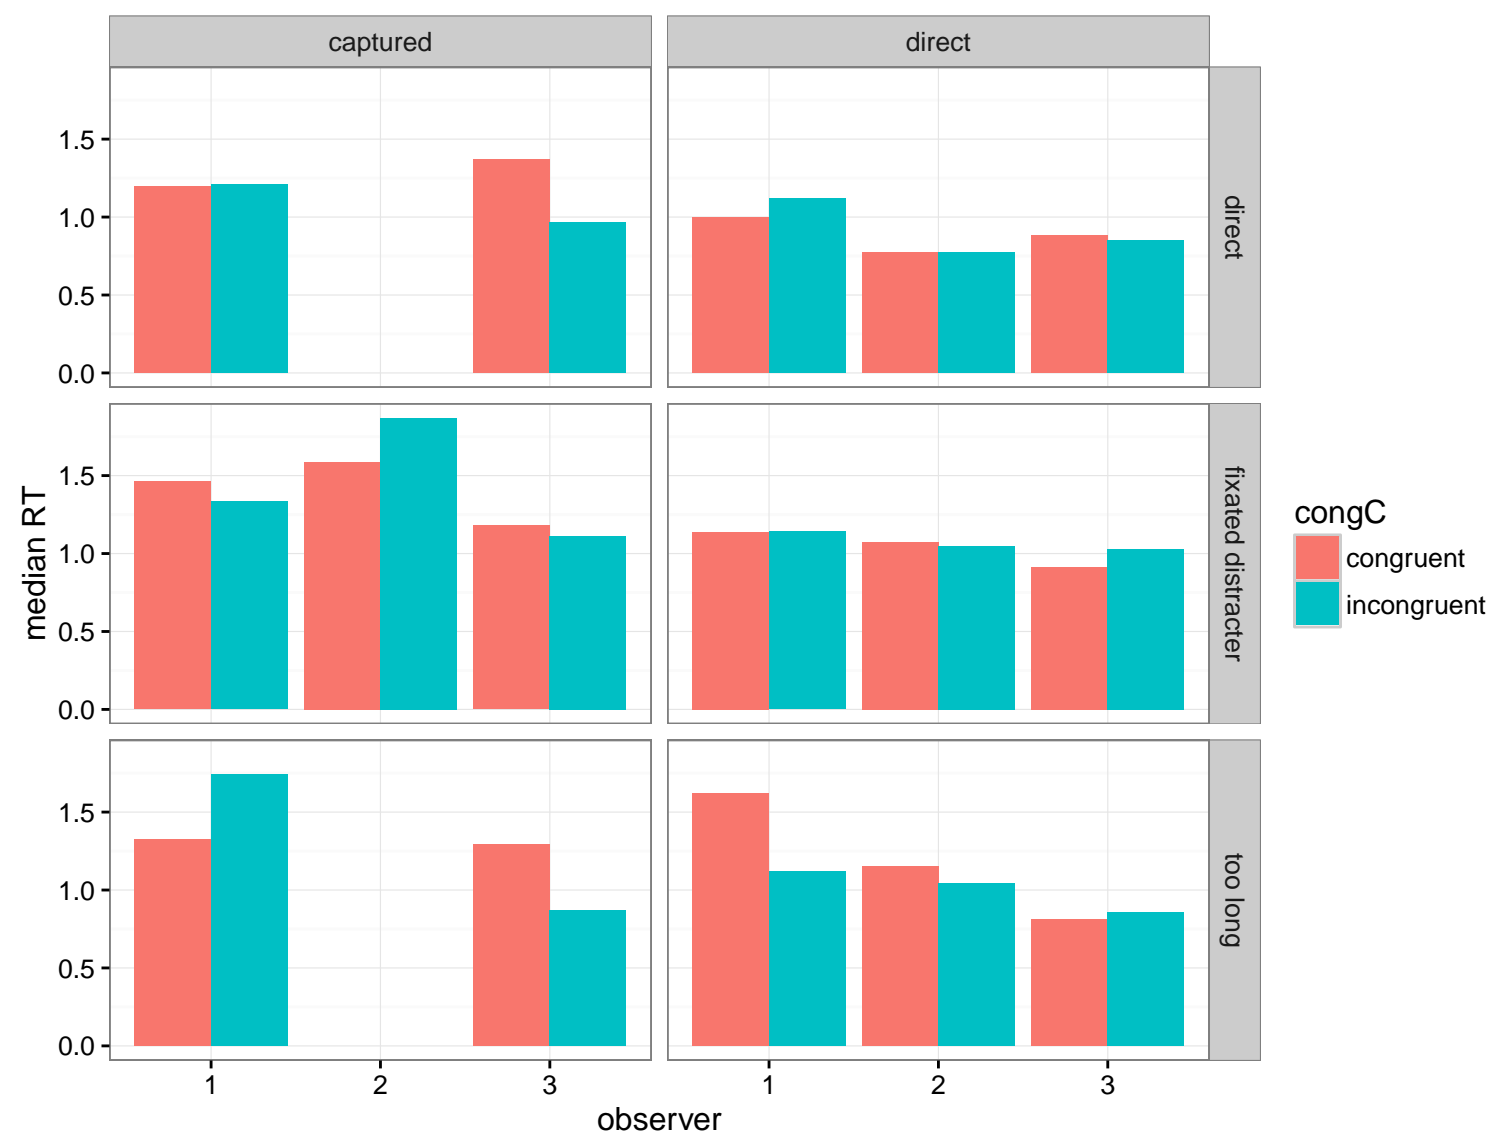 captured
direct
1.5
1.0
0.5
0.0
direct
1.5
1.0
0.5
0.0
fixated distracter
1.5
1.0
0.5
0.0
too long
median RT
1
2
3
1
2
3
observer
congC
congruent
incongruent